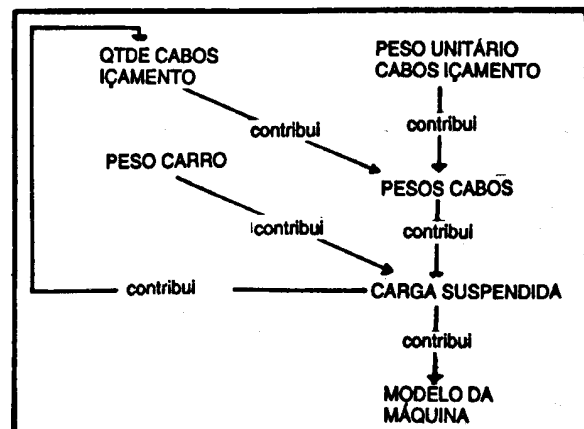 QTDE CABOS
IÇAMENTO
PESO UNITÁRIO
CABOS IÇAMENTO
contribui
contribui
PESO CARRO
PESOS CABOS
contribui
contribui
contribui
CARGA SUSPENDIDA
contribui
MODELO DA
MÁQUINA